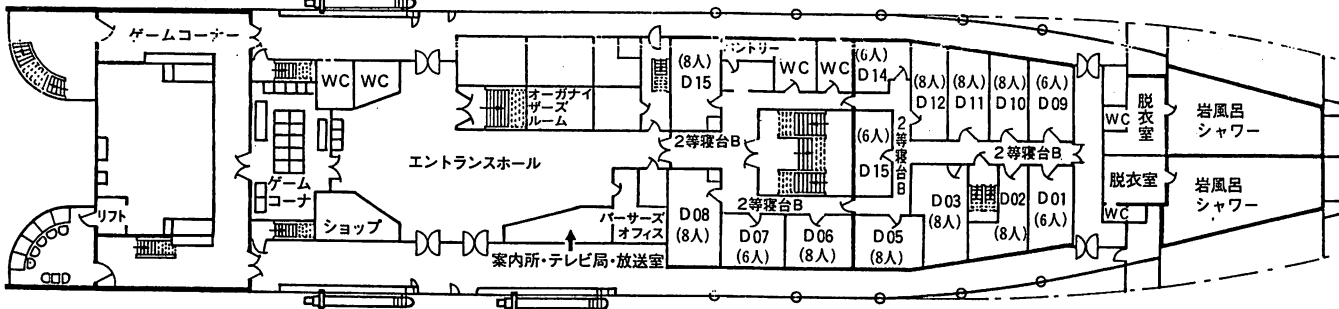 ゲームコーナー
WC
WC
オーガナイ
ザーズ
ルーム
(8人)
D15
WC
WC
(6人)
D14
(8人)
D12
(8人)
D11
(8人)
D10
(6人)
D09
WC
脱衣室
岩風呂
シャワー
エントランスホール
2等寝台B
(6人)
D15
2等寝台B
2等寝台B
ゲーム
コーナ
リフト
ショップ
パーサーズ
オフィス
案内所・テレビ局・放送室
D08
(8人)
2等寝台B
D07
(6人)
D06
(8人)
D05
(8人)
D03
(8人)
D02
(8人)
D01
(6人)
脱衣室
WC
岩風呂
シャワー